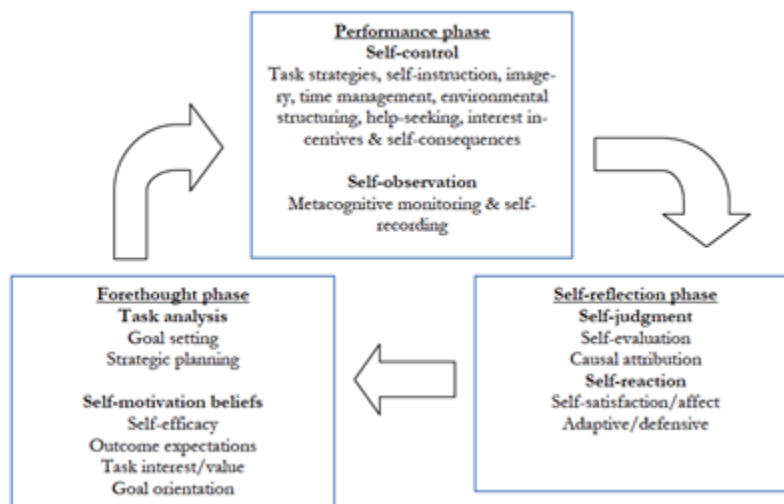 Performance phase
Self-control
Task strategies, self-instruction, image-
ry, time management, environmental
structuring, help-seeking, interest in-
centives & self-consequences
Self-observation
Metacognitive monitoring & self-
recording
Forethought phase
Task analysis
Goal setting
Strategic planning
Self-motivation beliefs
Self-efficacy
Outcome expectations
Task interest/value
Goal orientation
Self-reflection phase
Self-judgment
Self-evaluation
Causal attribution
Self-reaction
Self-satisfaction/affect
Adaptive/defensive